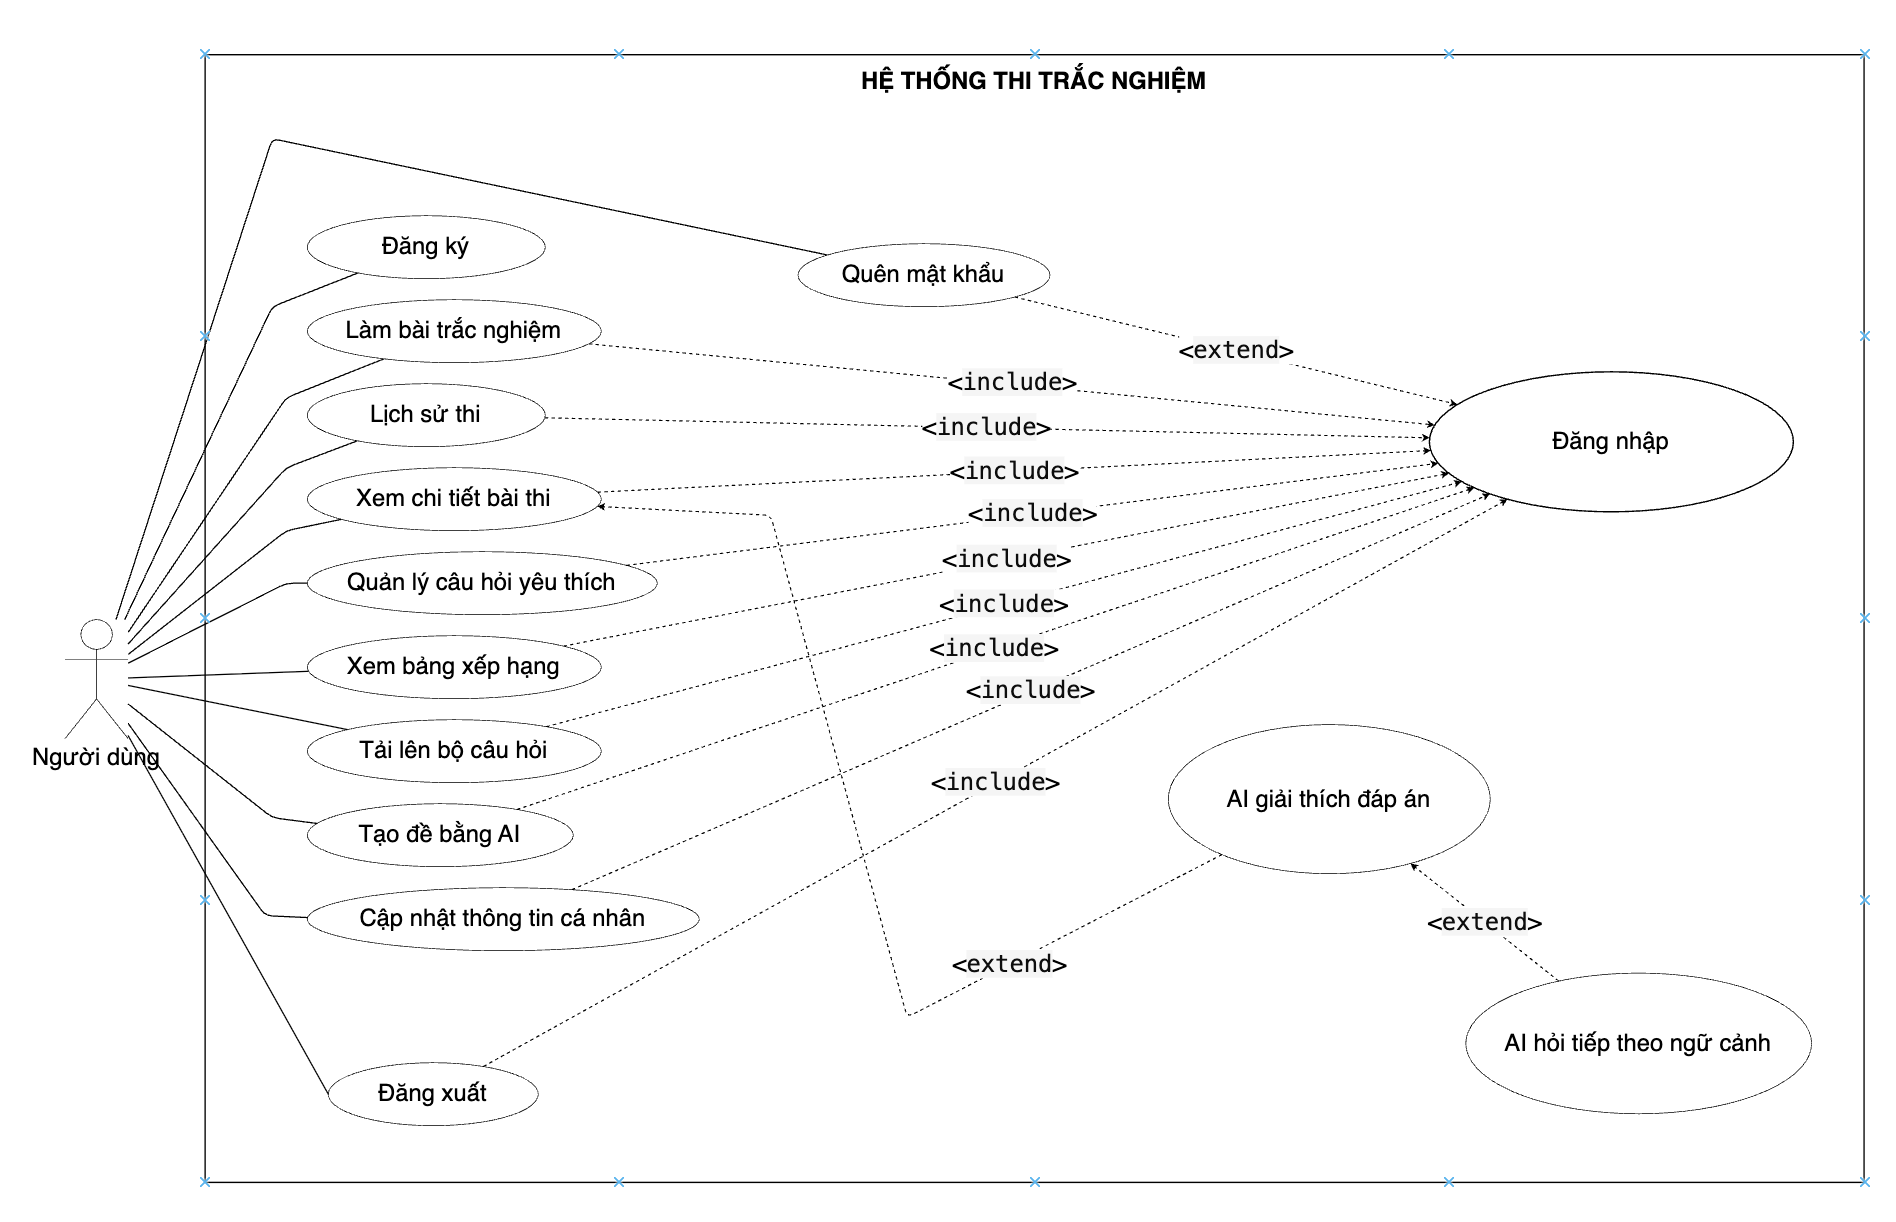 HỆ THỐNG THI TRẮC NGHIỆM
Đăng ký
Quên mật khẩu
Làm bài trắc nghiệm
<extend>
<include>
Lịch sử thi
<include>
Đăng nhập
Xem chi tiết bài thi
<include>
<include>
Quản lý câu hỏi yêu thích
<include>
<include>
Xem bảng xếp hạng
<include>
<include>
Người dùng
Tải lên bộ câu hỏi
<include>
AI giải thích đáp án
Tạo đề bằng AI
Cập nhật thông tin cá nhân
<extend>
<extend>
AI hỏi tiếp theo ngữ cảnh
Đăng xuất